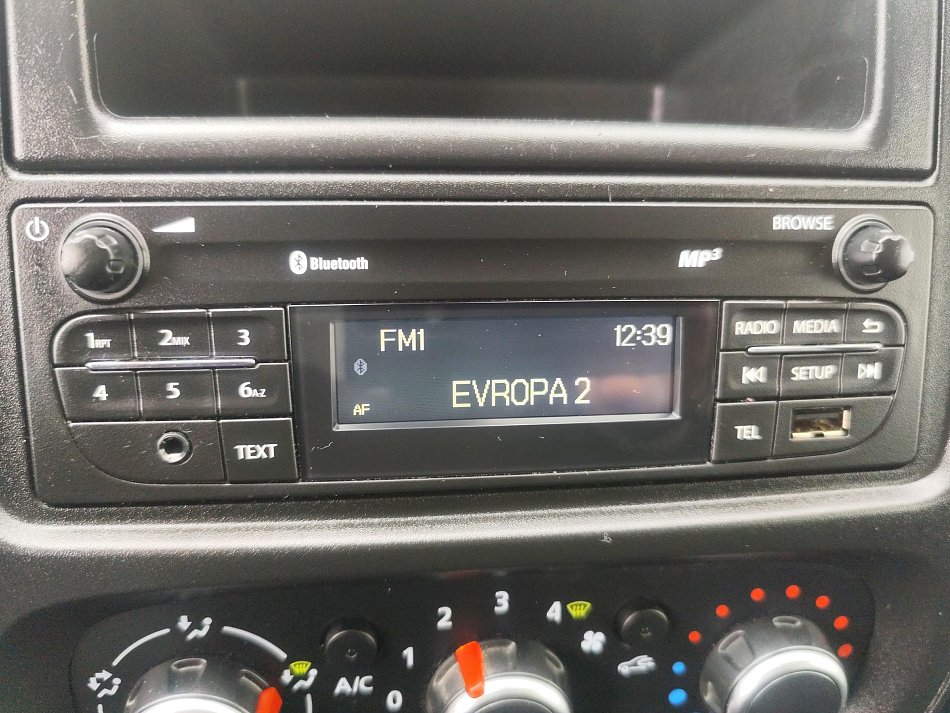 BROWSE
Bluetooth
MP3
1RPT 2MIX 3
FM1 12:39
RADIO MEDIA
4 5 6A-Z
EVROPA 2
AF
SETUP
TEXT
TEL
0 1 2 3 4
A/C